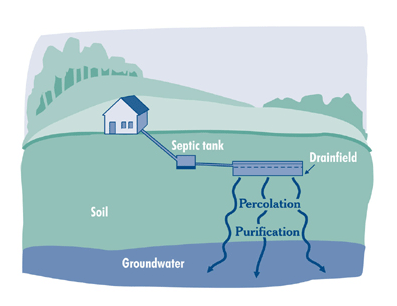 Septic tank
Drainfield
Percolation
Soil
Purification
Groundwater